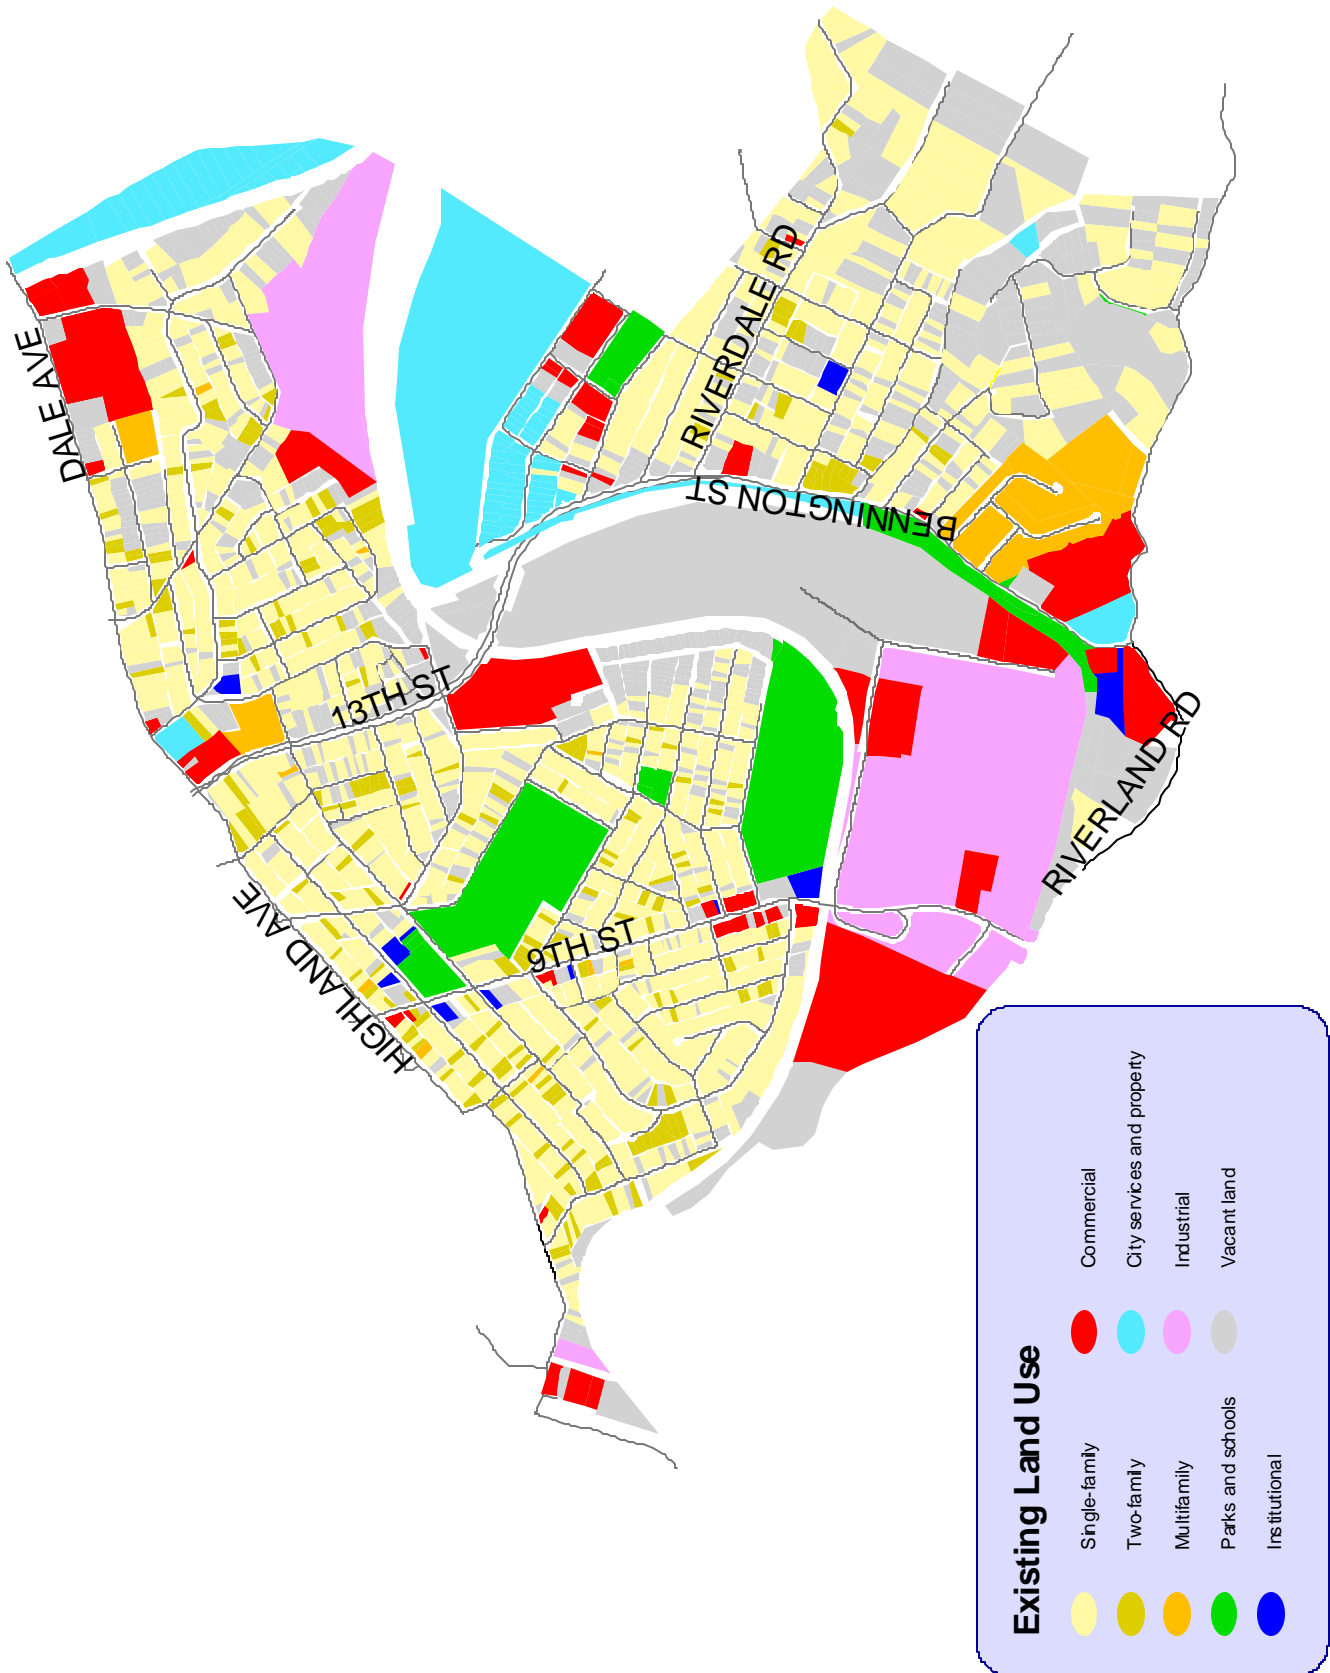 DALE AVE
RIVERDALE RD
BENNINGTON ST
13TH ST
RIVERLAND RD
HIGHLAND AVE
9TH ST
Existing Land Use
Single-family
Two-family
Multifamily
Parks and schools
Institutional
Commercial
City services and property
Industrial
Vacant land